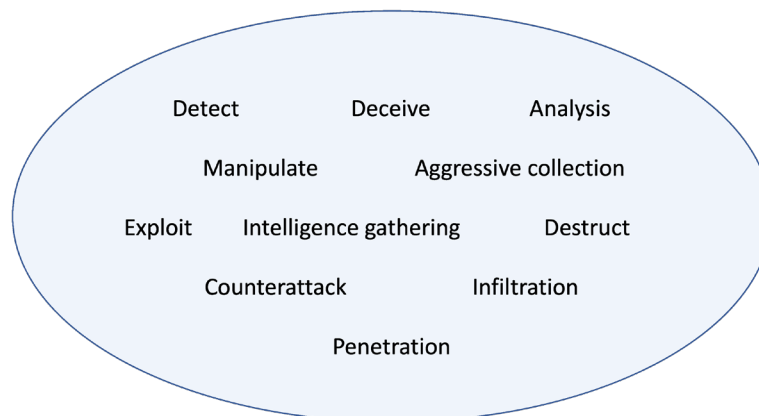 Detect Deceive Analysis
Manipulate Aggressive collection
Exploit Intelligence gathering Destruct
Counterattack Infiltration
Penetration